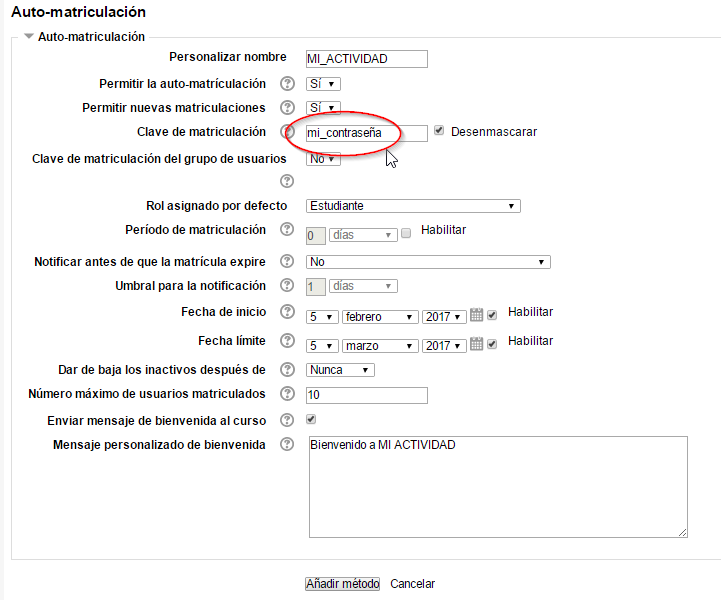 Auto-matriculación
Auto-matriculación
Personalizar nombre MI_ACTIVIDAD
Permitir la auto-matrículación Sí
Permitir nuevas matriculaciones Sí
Clave de matriculación mi_contraseña Desenmascarar
Clave de matriculación del grupo de usuarios No
Rol asignado por defecto Estudiante
Período de matriculación 0 días Habilitar
Notificar antes de que la matrícula expire No
Umbral para la notificación 1 días
Fecha de inicio 5 febrero 2017 Habilitar
Fecha límite 5 marzo 2017 Habilitar
Dar de baja los inactivos después de Nunca
Número máximo de usuarios matriculados 10
Enviar mensaje de bienvenida al curso
Mensaje personalizado de bienvenida Bienvenido a MI ACTIVIDAD
Añadir método Cancelar